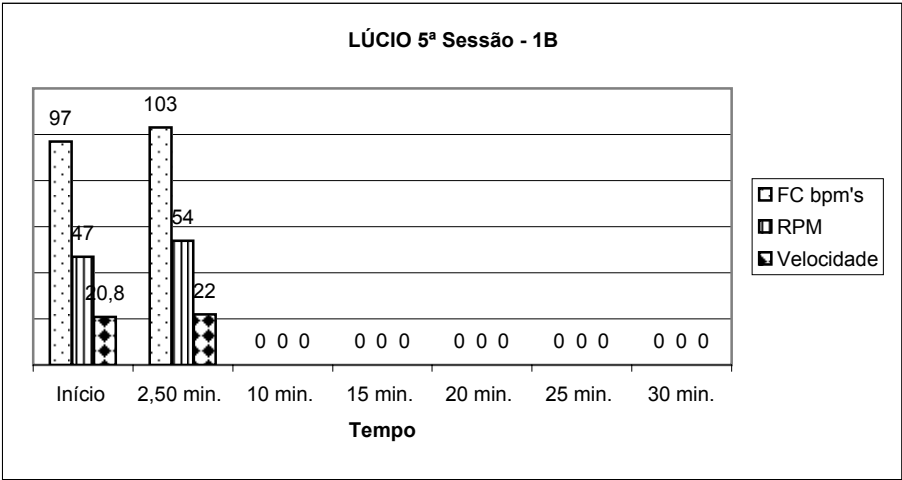 LÚCIO 5ª Sessão - 1B
97
47
20,8
103
54
22
0 0 0
0 0 0
0 0 0
0 0 0
0 0 0
Início 2,50 min. 10 min. 15 min. 20 min. 25 min. 30 min.
Tempo
FC bpm's
RPM
Velocidade